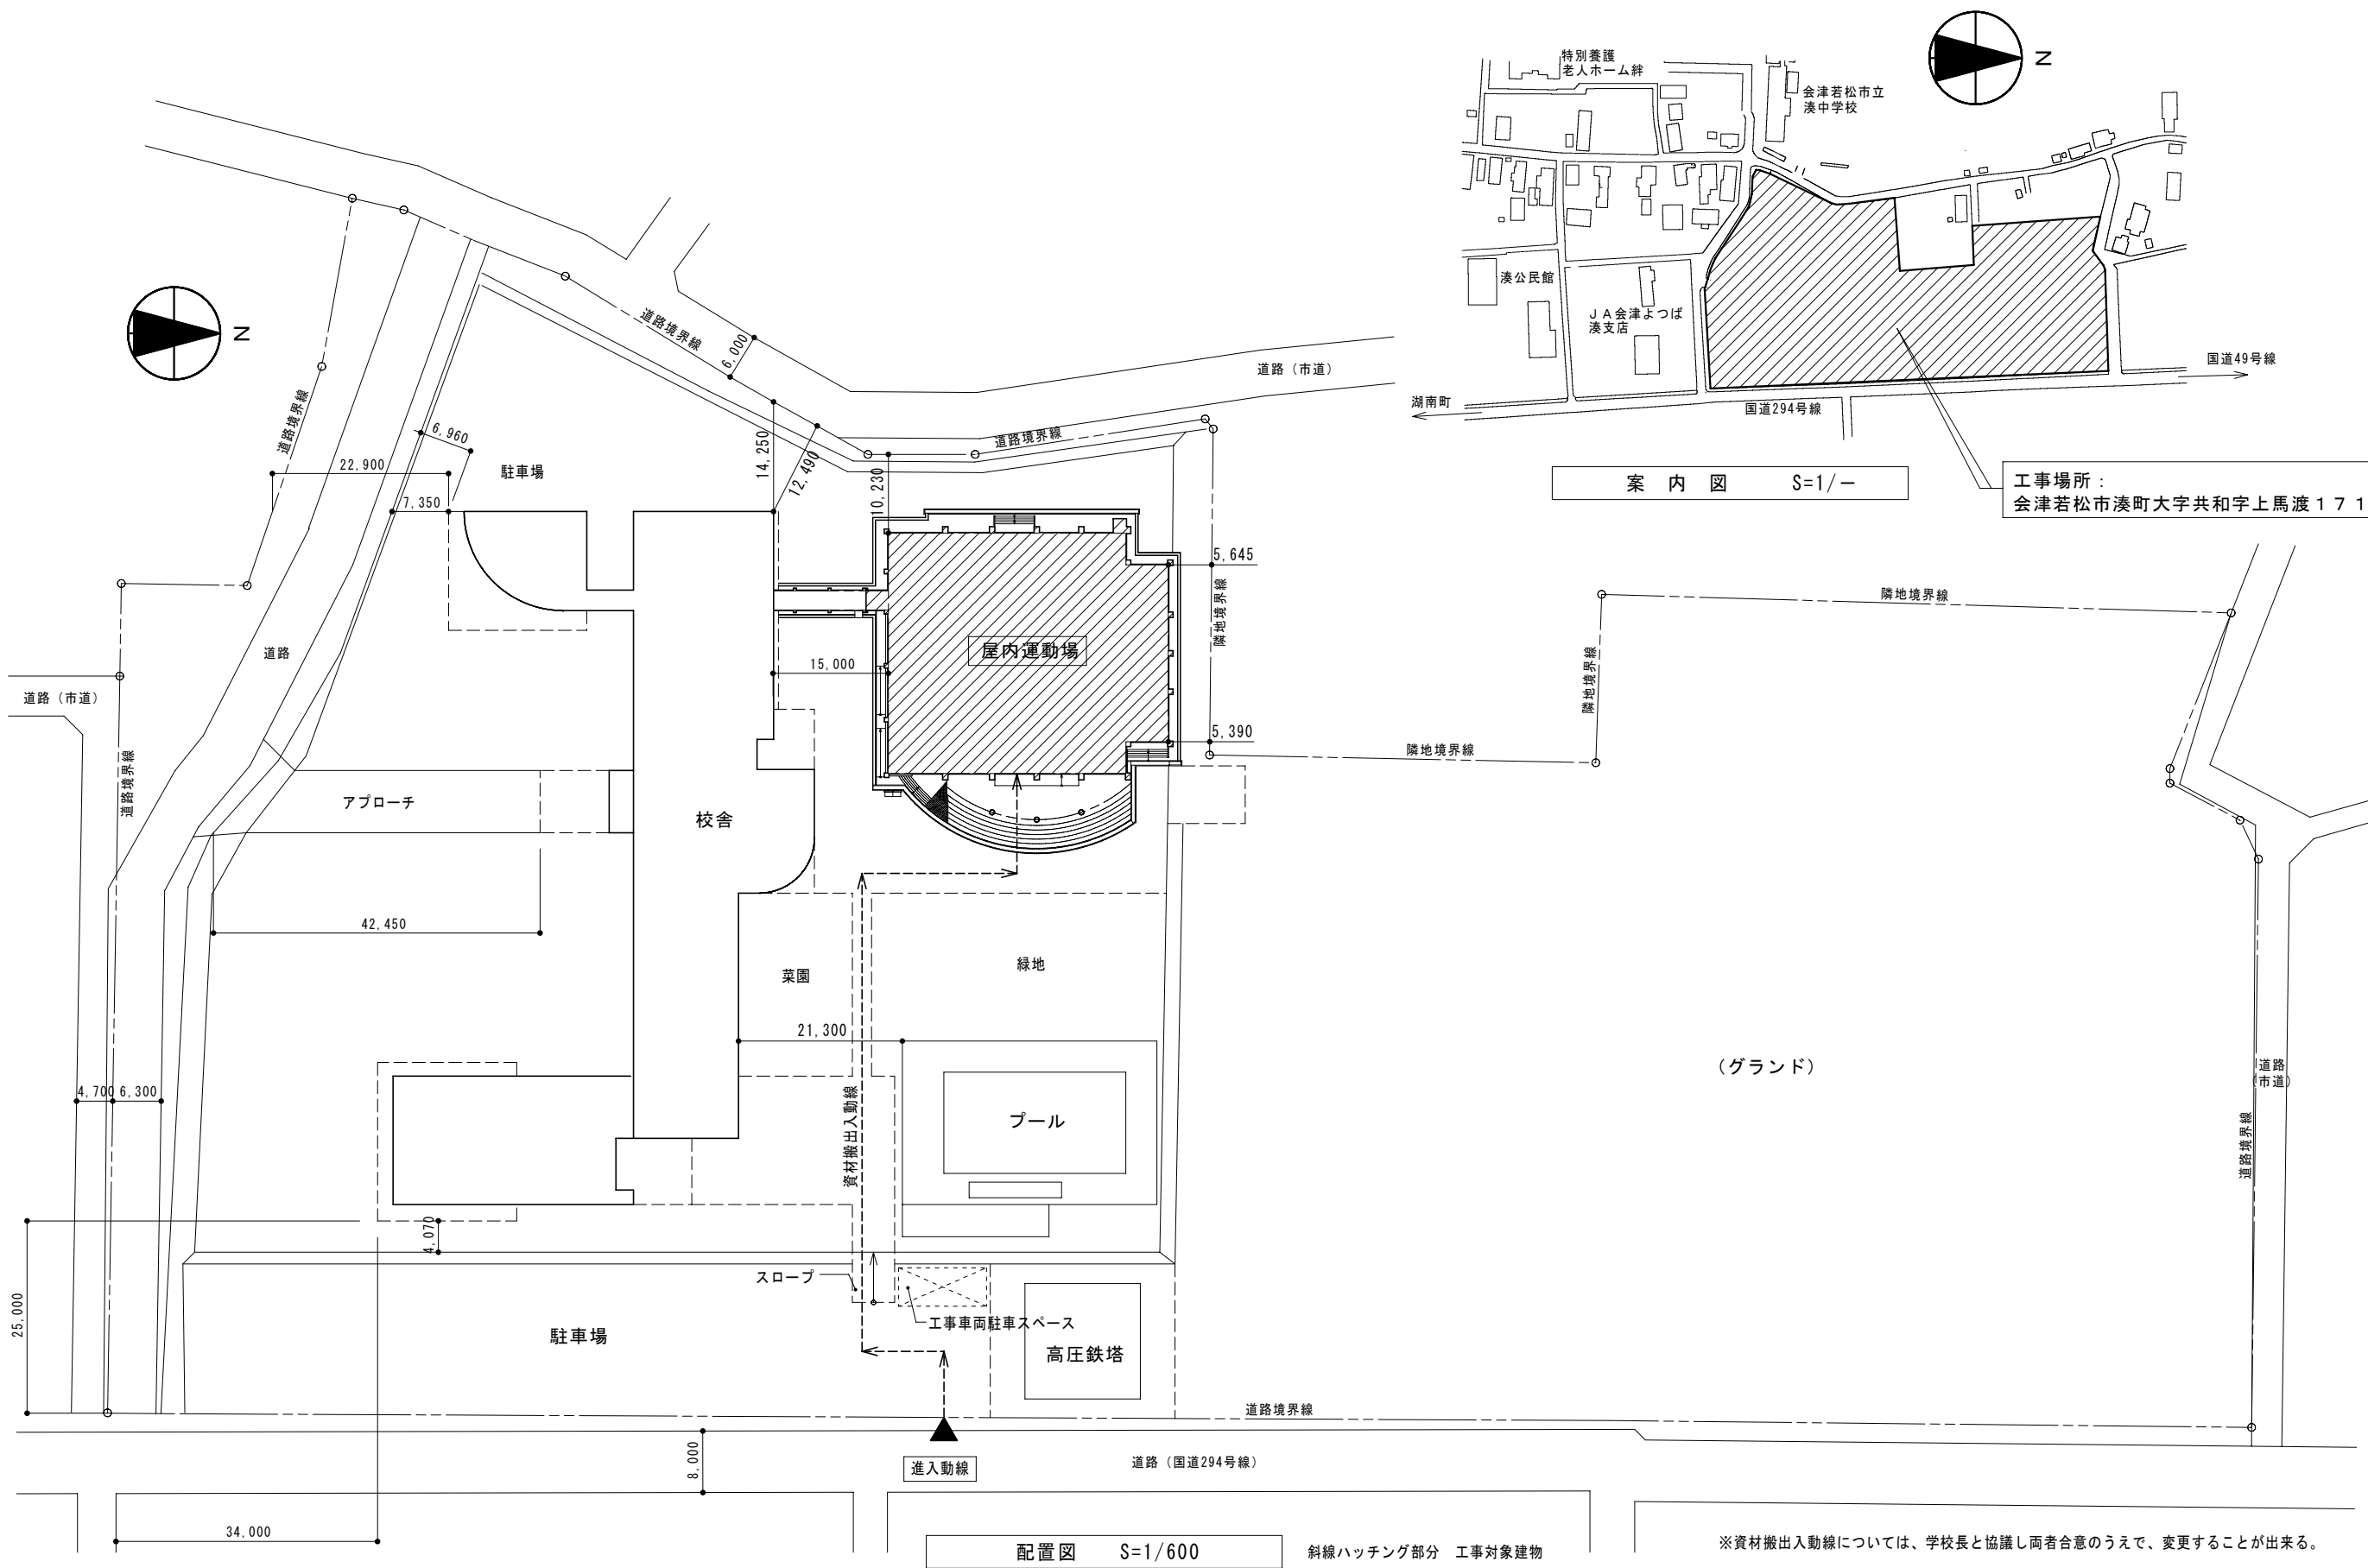 特別養護
老人ホーム絆
会津若松市立
湊中学校
N
湊公民館
ＪＡ会津よつば
湊支店
国道49号線
湖南町
国道294号線
案　内　図　　S=1/－
工事場所：
会津若松市湊町大字共和字上馬渡１７１
N
道路境界線
6,000
道路（市道）
道路境界線
6,960
22,900
7,350
駐車場
14,250
12,490
10,230
道路境界線
5,645
隣地境界線
隣地境界線
隣地境界線
屋内運動場
道路
15,000
道路（市道）
5,390
隣地境界線
道路境界線
アプローチ
校舎
42,450
菜園
緑地
21,300
（グランド）
道路
（市道）
4,700
6,300
資材搬出入動線
プール
道路境界線
4,070
スロープ
25,000
工事車両駐車スペース
駐車場
高圧鉄塔
道路境界線
8,000
進入動線
道路（国道294号線）
34,000
配置図　S=1/600
斜線ハッチング部分　工事対象建物
※資材搬出入動線については、学校長と協議し両者合意のうえで、変更することが出来る。